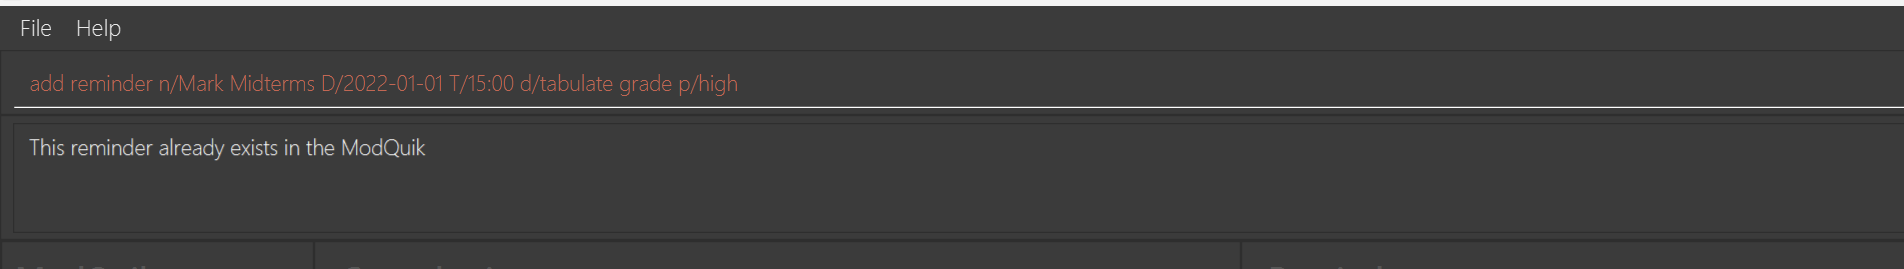 File Help
add reminder n/Mark Midterms D/2022-01-01 T/15:00 d/tabulate grade p/high
This reminder already exists in the ModQuik